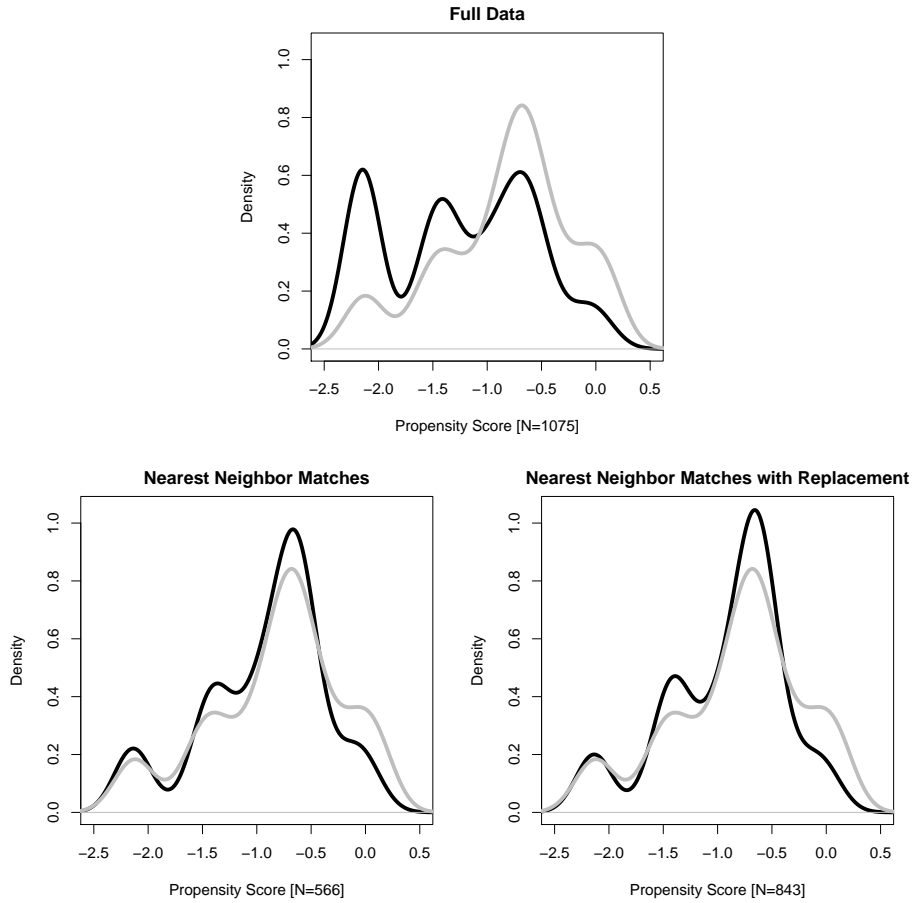 Full Data
1.0
0.8
0.6
0.4
0.2
0.0
Density
−2.5 −2.0 −1.5 −1.0 −0.5 0.0 0.5
Propensity Score [N=1075]
Nearest Neighbor Matches
1.0
0.8
0.6
0.4
0.2
0.0
Density
−2.5 −2.0 −1.5 −1.0 −0.5 0.0 0.5
Propensity Score [N=566]
Nearest Neighbor Matches with Replacement
1.0
0.8
0.6
0.4
0.2
0.0
Density
−2.5 −2.0 −1.5 −1.0 −0.5 0.0 0.5
Propensity Score [N=843]